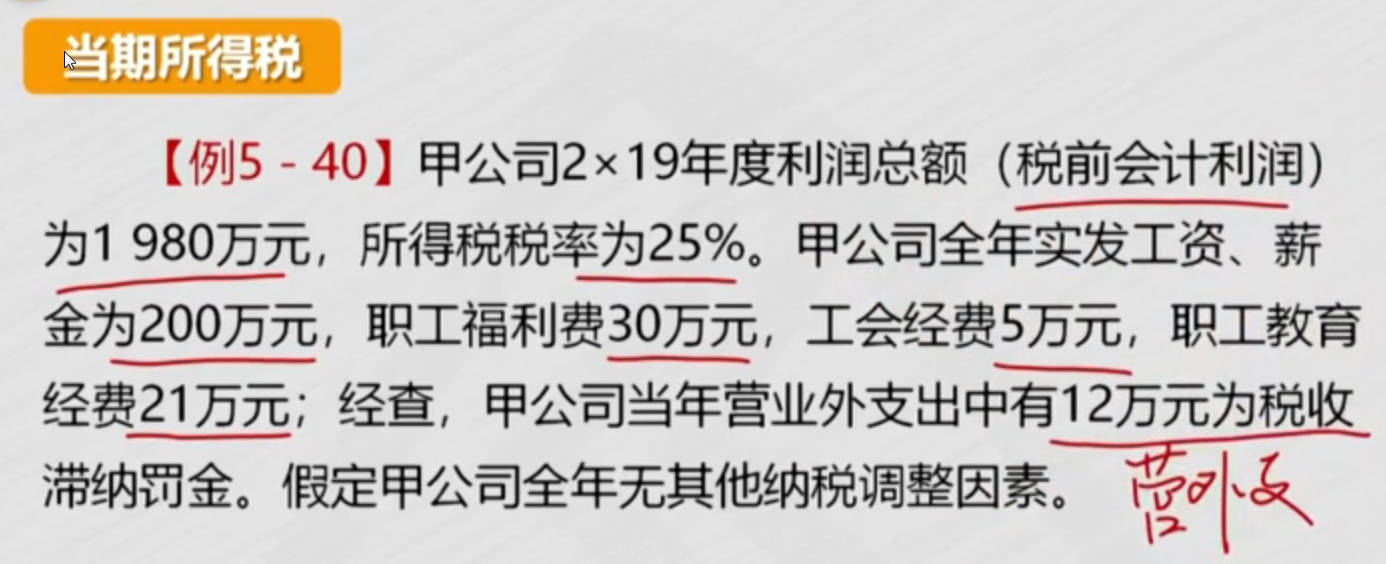 当期所得税
【例5 - 40】甲公司2×19年度利润总额（税前会计利润）
为1 980万元，所得税税率为25%。甲公司全年实发工资、薪
金为200万元，职工福利费30万元，工会经费5万元，职工教育
经费21万元；经查，甲公司当年营业外支出中有12万元为税收
滞纳罚金。假定甲公司全年无其他纳税调整因素。
营外支